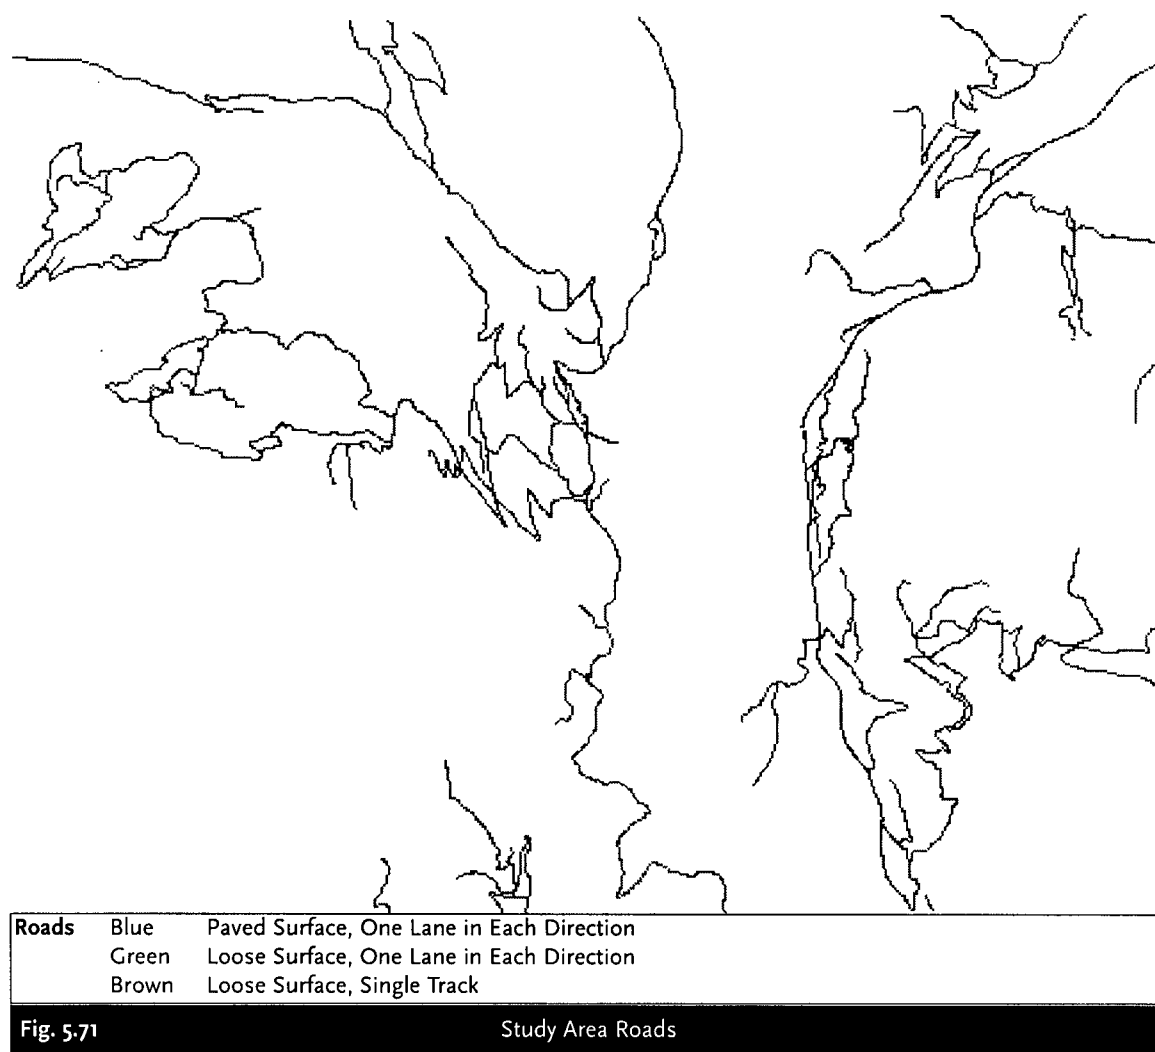 Roads Blue Paved Surface, One Lane in Each Direction
Green Loose Surface, One Lane in Each Direction
Brown Loose Surface, Single Track
Fig. 5.71 Study Area Roads